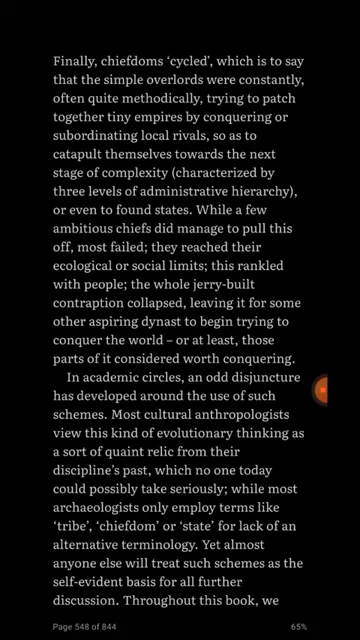 Finally, chiefdoms ‘cycled’, which is to say
that the simple overlords were constantly,
often quite methodically, trying to patch
together tiny empires by conquering or
subordinating local rivals, so as to
catapult themselves towards the next
stage of complexity (characterized by
three levels of administrative hierarchy),
or even to found states. While a few
ambitious chiefs did manage to pull this
off, most failed; they reached their
ecological or social limits; this rankled
with people; the whole jerry-built
contraption collapsed, leaving it for some
other aspiring dynast to begin trying to
conquer the world – or at least, those
parts of it considered worth conquering.
In academic circles, an odd disjuncture
has developed around the use of such
schemes. Most cultural anthropologists
view this kind of evolutionary thinking as
a sort of quaint relic from their
discipline’s past, which no one today
could possibly take seriously; while most
archaeologists only employ terms like
‘tribe’, ‘chiefdom’ or ‘state’ for lack of an
alternative terminology. Yet almost
anyone else will treat such schemes as the
self-evident basis for all further
discussion. Throughout this book, we
Page 548 of 844 65%